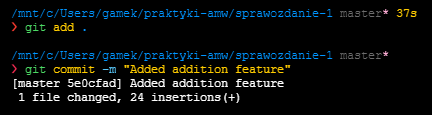 /mnt/c/Users/gamek/praktyki-amw/sprawozdanie-1 master* 37s
❯ git add .
/mnt/c/Users/gamek/praktyki-amw/sprawozdanie-1 master*
❯ git commit -m "Added addition feature"
[master 5e0cfad] Added addition feature
 1 file changed, 24 insertions(+)